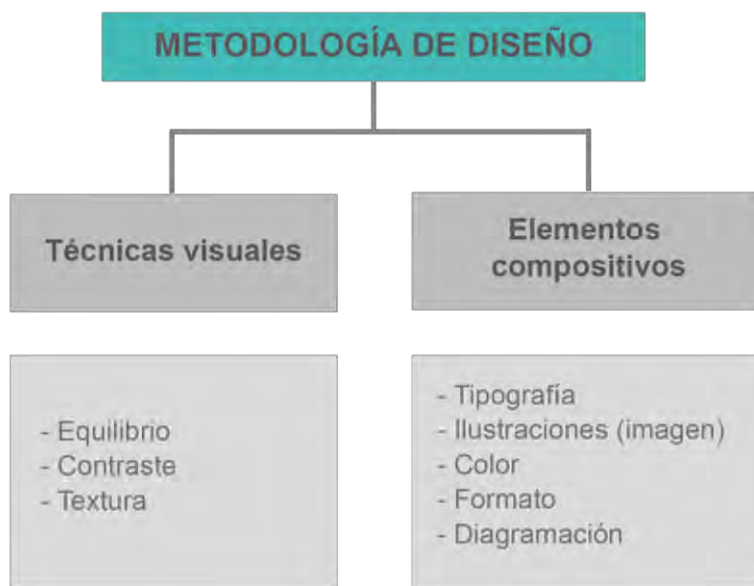 METODOLOGÍA DE DISEÑO
Técnicas visuales
Elementos
compositivos
- Equilibrio
- Contraste
- Textura
- Tipografía
- Ilustraciones (imagen)
- Color
- Formato
- Diagramación